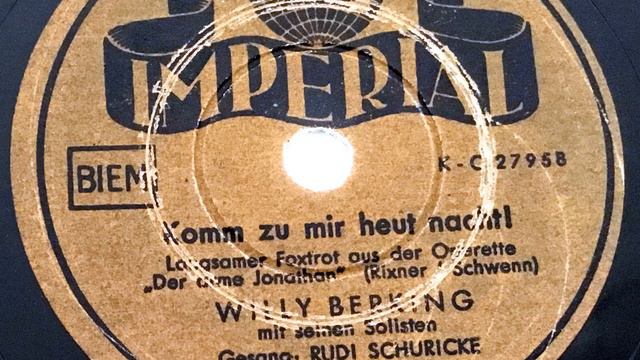 IMPERIAL
BIEM
K-C 27958
Komm zu mir heut nacht!
Langsamer Foxtrot aus der Operette
„Der arme Jonathan" (Rixner - Schwenn)
WILLY BERKING
mit seinen Solisten
Gesang: RUDI SCHURICKE